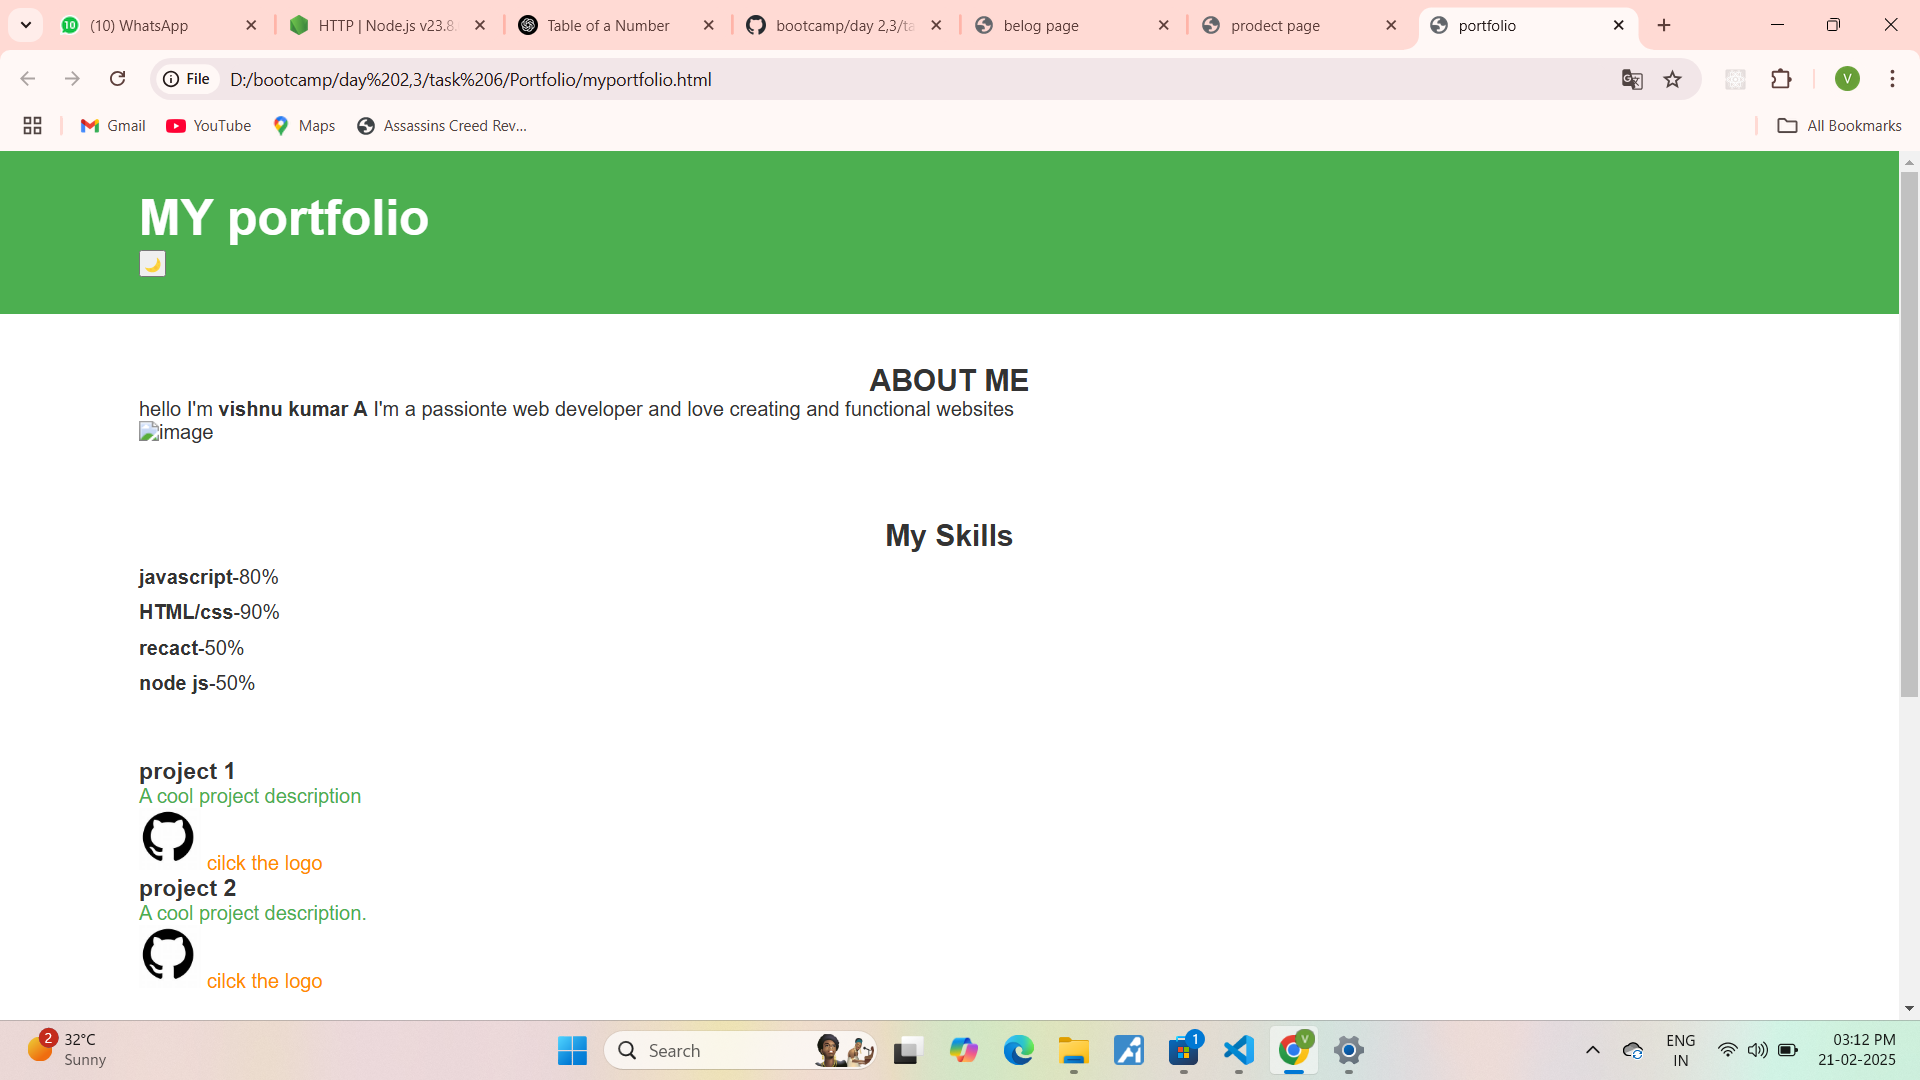 10 (10) WhatsApp
HTTP | Node.js v23.8.
Table of a Number
bootcamp/day 2,3/ta
belog page
prodect page
portfolio
File D:/bootcamp/day%202,3/task%206/Portfolio/myportfolio.html V
Gmail YouTube Maps Assassins Creed Rev... All Bookmarks
MY portfolio
ABOUT ME
hello I'm vishnu kumar A I'm a passionte web developer and love creating and functional websites
image
My Skills
javascript-80%
HTML/css-90%
recact-50%
node js-50%
project 1
A cool project description
cilck the logo
project 2
A cool project description.
cilck the logo
2 32°C
Sunny
Search
1
V
ENG
IN
03:12 PM
21-02-2025